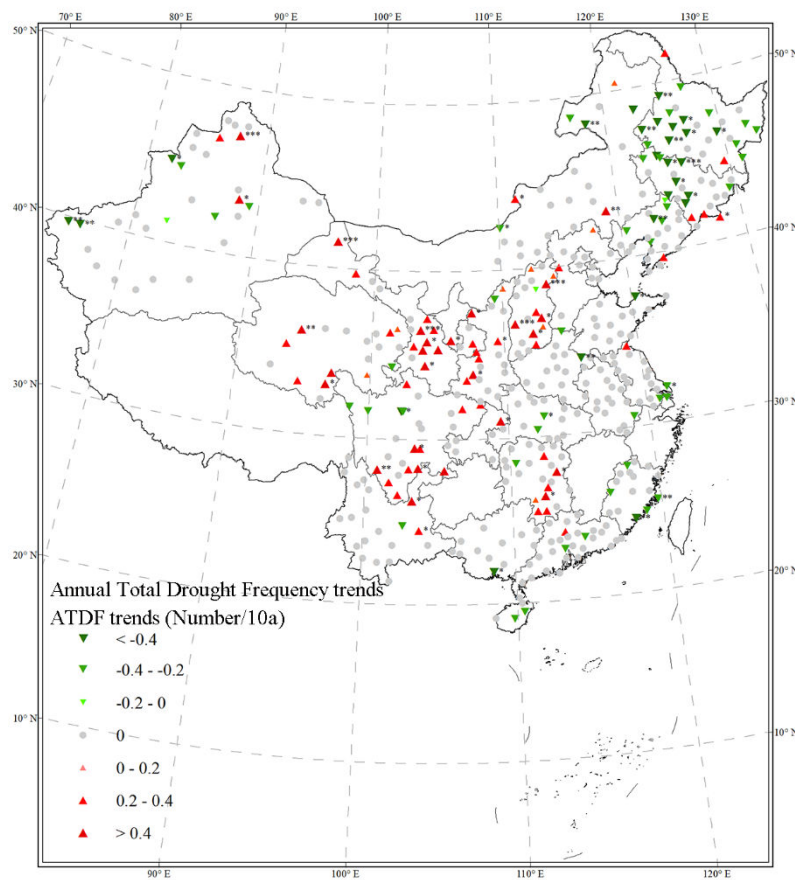 70° E 80° E 90° E 100° E 110° E 120° E 130° E
50° N 50° N
40° N 40° N
30° N 30° N
20° N 20° N
10° N 10° N
Annual Total Drought Frequency trends
ATDF trends (Number/10a)
< -0.4
-0.4 - -0.2
-0.2 - 0
0
0 - 0.2
0.2 - 0.4
> 0.4
90° E 100° E 110° E 120° E